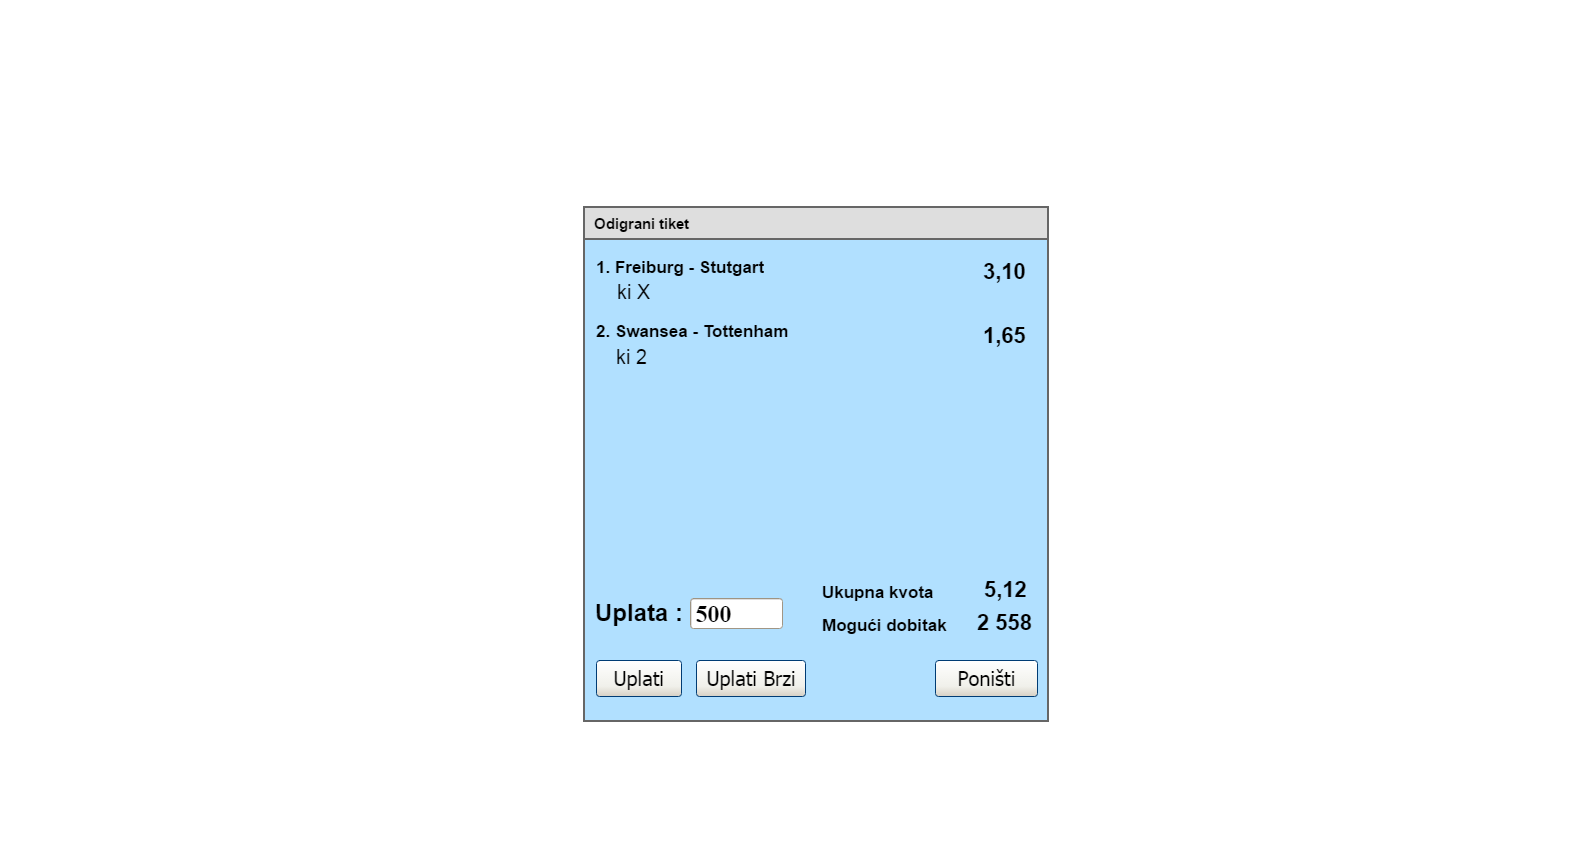 Odigrani tiket
1. Freiburg - Stutgart 3,10
ki X
2. Swansea - Tottenham 1,65
ki 2
Ukupna kvota 5,12
Uplata : 500
Mogući dobitak 2 558
Uplati Uplati Brzi Poništi